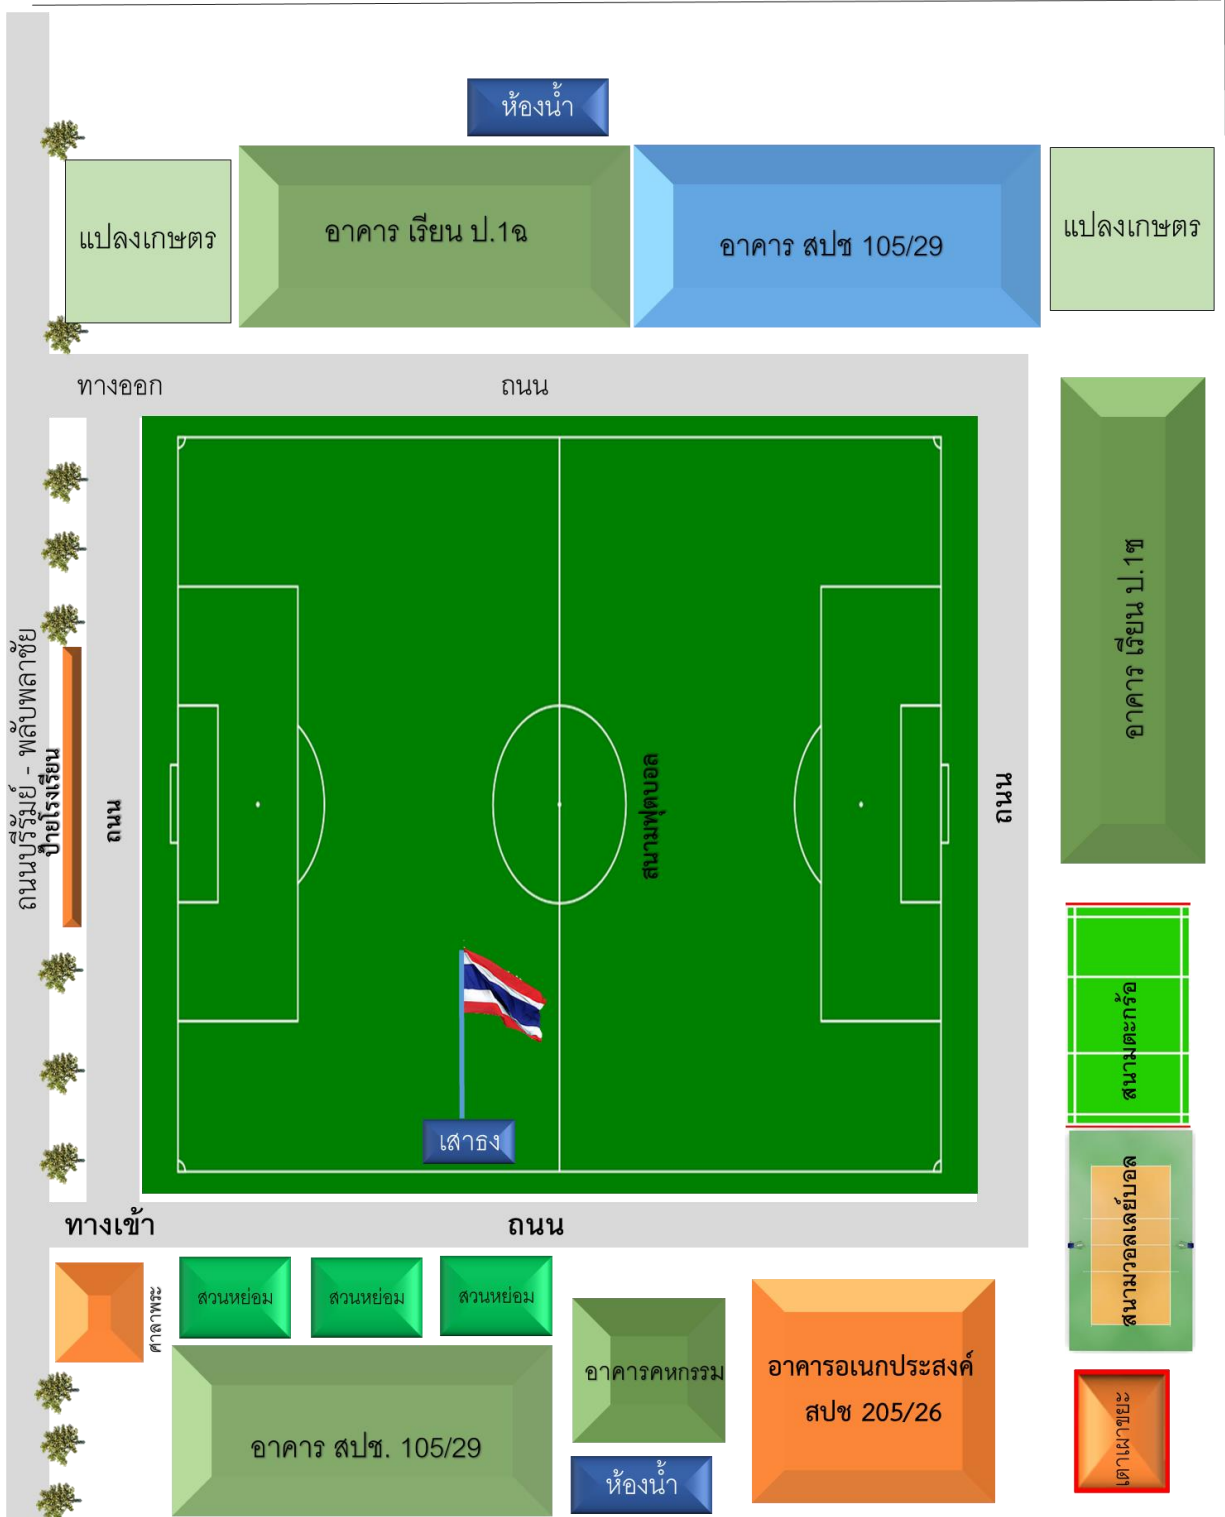 ห้องน้ำ
แปลงเกษตร
อาคาร เรียน ป.1ฉ
อาคาร สปช 105/29
แปลงเกษตร
ทางออก
ถนน
อาคาร เรียน ป.1ซ
ถนนบุรีรัมย์ - พลับพลาชัย
ป้ายโรงเรียน
ถนน
สนามฟุตบอล
ถนน
สนามตะกร้อ
เสาธง
ทางเข้า
ถนน
สนามวอลเลย์บอล
ศาลาพระ
สวนหย่อม
สวนหย่อม
สวนหย่อม
อาคารคหกรรม
อาคารอเนกประสงค์
สปช 205/26
อาคาร สปช. 105/29
ห้องน้ำ
เตาเผาขยะ